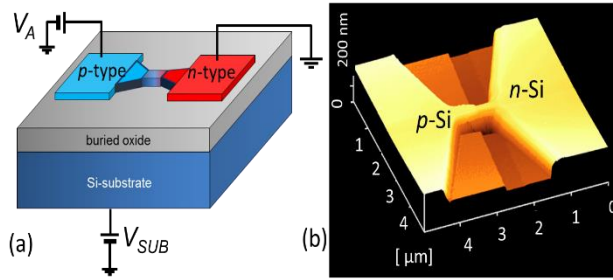 V_A
p-type
n-type
buried oxide
Si-substrate
(a)
V_SUB
200 nm
0
n-Si
p-Si
1
2
3
4
4
3
2
1
0
[ μm]
(b)